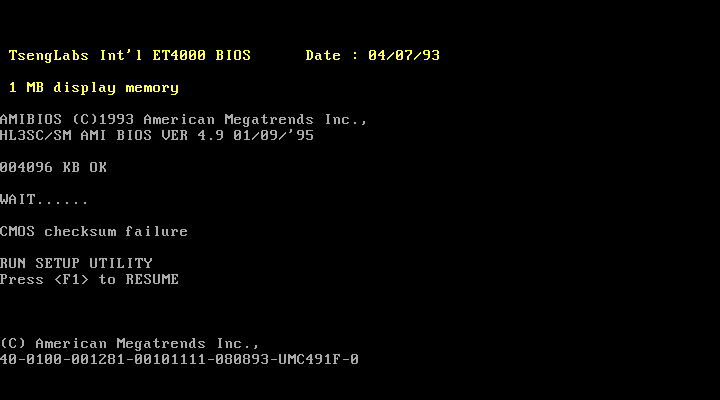 TsengLabs Int'l ET4000 BIOS      Date : 04/07/93
1 MB display memory
AMIBIOS (C)1993 American Megatrends Inc.,
HL3SC/SM AMI BIOS VER 4.9 01/09/'95
004096 KB OK
WAIT......
CMOS checksum failure
RUN SETUP UTILITY
Press <F1> to RESUME
(C) American Megatrends Inc.,
40-0100-001281-00101111-080893-UMC491F-0